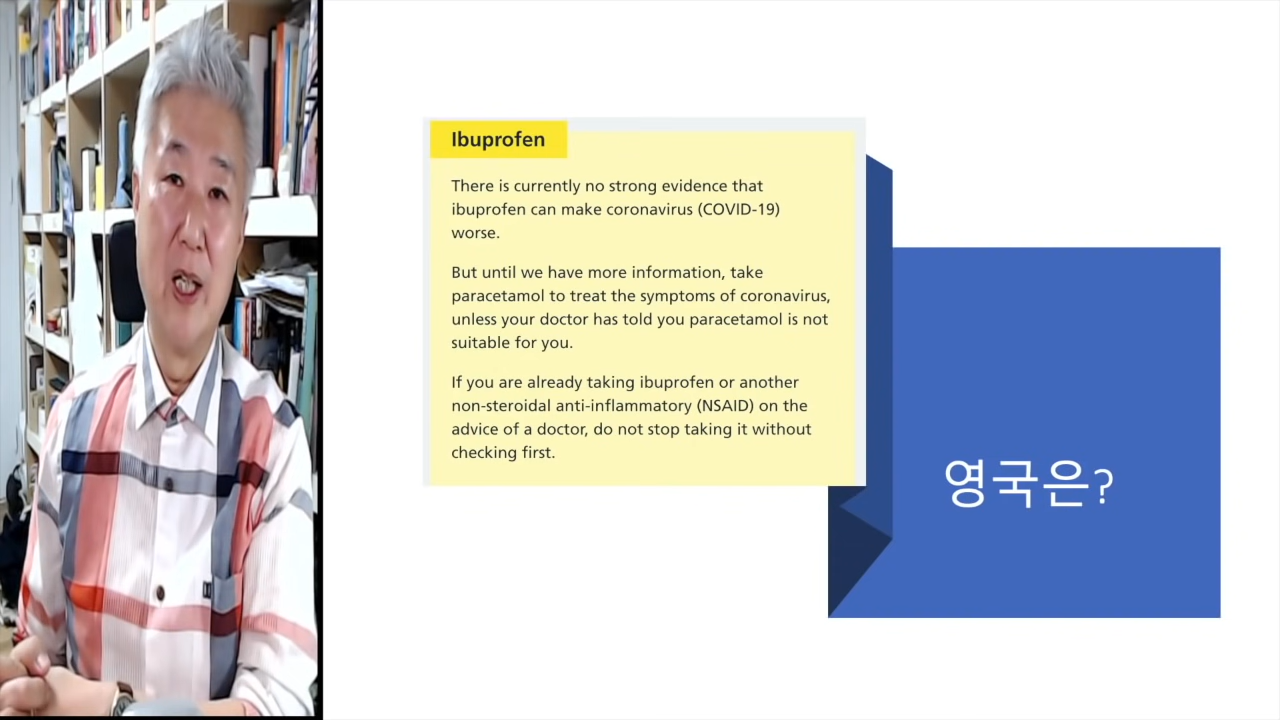 Ibuprofen
There is currently no strong evidence that
ibuprofen can make coronavirus (COVID-19)
worse.
But until we have more information, take
paracetamol to treat the symptoms of coronavirus,
unless your doctor has told you paracetamol is not
suitable for you.
If you are already taking ibuprofen or another
non-steroidal anti-inflammatory (NSAID) on the
advice of a doctor, do not stop taking it without
checking first.
영국은?